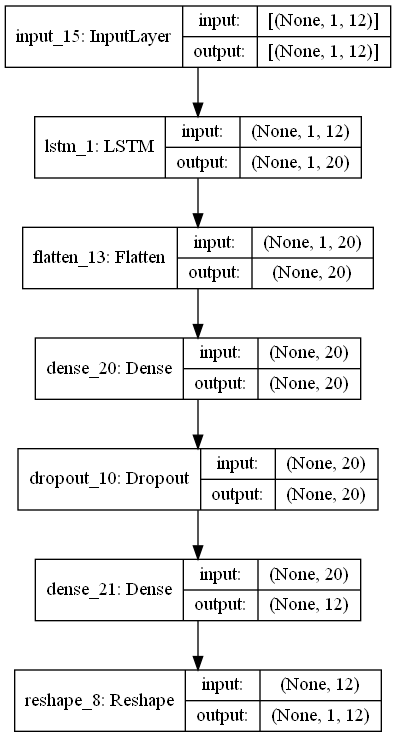 input_15: InputLayer
input: [(None, 1, 12)]
output: [(None, 1, 12)]
lstm_1: LSTM
input: (None, 1, 12)
output: (None, 1, 20)
flatten_13: Flatten
input: (None, 1, 20)
output: (None, 20)
dense_20: Dense
input: (None, 20)
output: (None, 20)
dropout_10: Dropout
input: (None, 20)
output: (None, 20)
dense_21: Dense
input: (None, 20)
output: (None, 12)
reshape_8: Reshape
input: (None, 12)
output: (None, 1, 12)